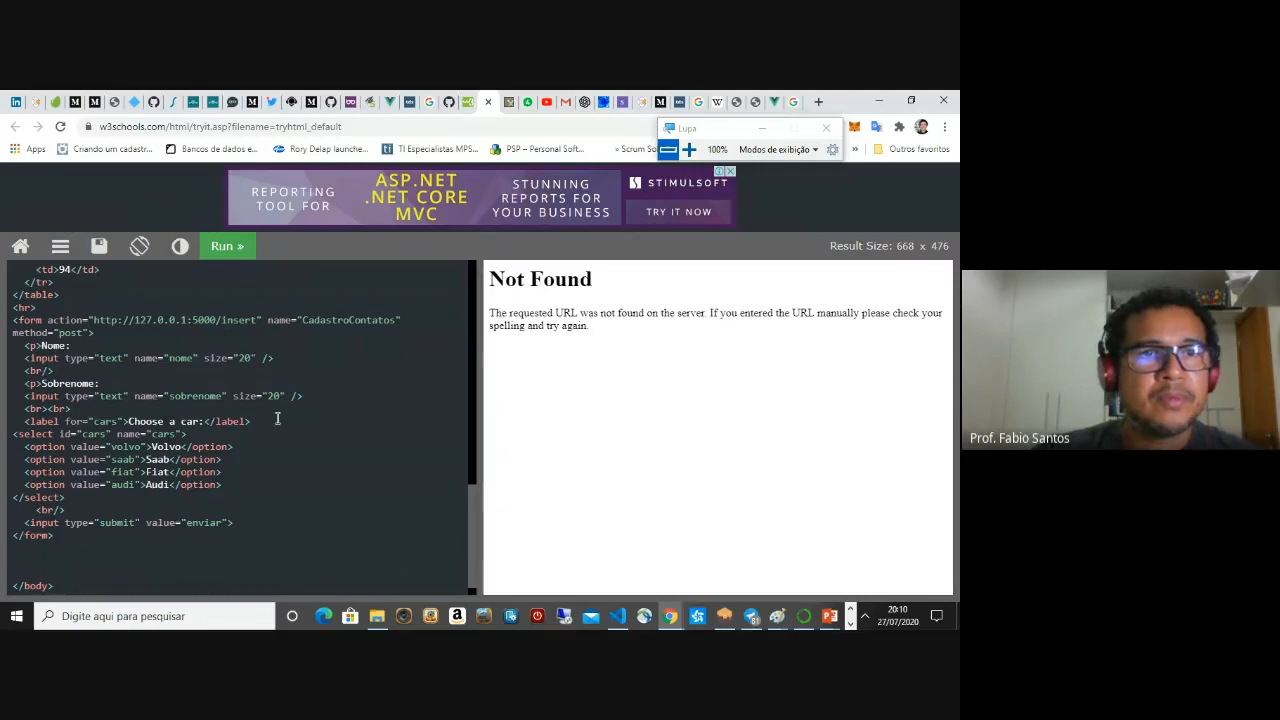 w3schools.com/html/tryit.asp?filename=tryhtml_default
Lupa
Apps
Criando um cadastr...
Bancos de dados e...
Rory Delap launche...
TI Especialistas MPS...
PSP – Personal Soft...
» Scrum So
100%
Modos de exibição
»
Outros favoritos
REPORTING
TOOL FOR
ASP.NET
.NET CORE
MVC
STUNNING
REPORTS FOR
YOUR BUSINESS
STIMULSOFT
TRY IT NOW
Run »
Result Size: 668 x 476
<td>94</td>
</tr>
</table>
<hr>
<form action="http://127.0.0.1:5000/insert" name="CadastroContatos"
method="post">
<p>Nome:
<input type="text" name="nome" size="20" />
<br/>
<p>Sobrenome:
<input type="text" name="sobrenome" size="20" />
<br><br>
<label for="cars">Choose a car:</label>
<select id="cars" name="cars">
<option value="volvo">Volvo</option>
<option value="saab">Saab</option>
<option value="fiat">Fiat</option>
<option value="audi">Audi</option>
</select>
<br/>
<input type="submit" value="enviar">
</form>
</body>
Not Found
The requested URL was not found on the server. If you entered the URL manually please check your
spelling and try again.
Prof. Fabio Santos
Digite aqui para pesquisar
20:10
27/07/2020